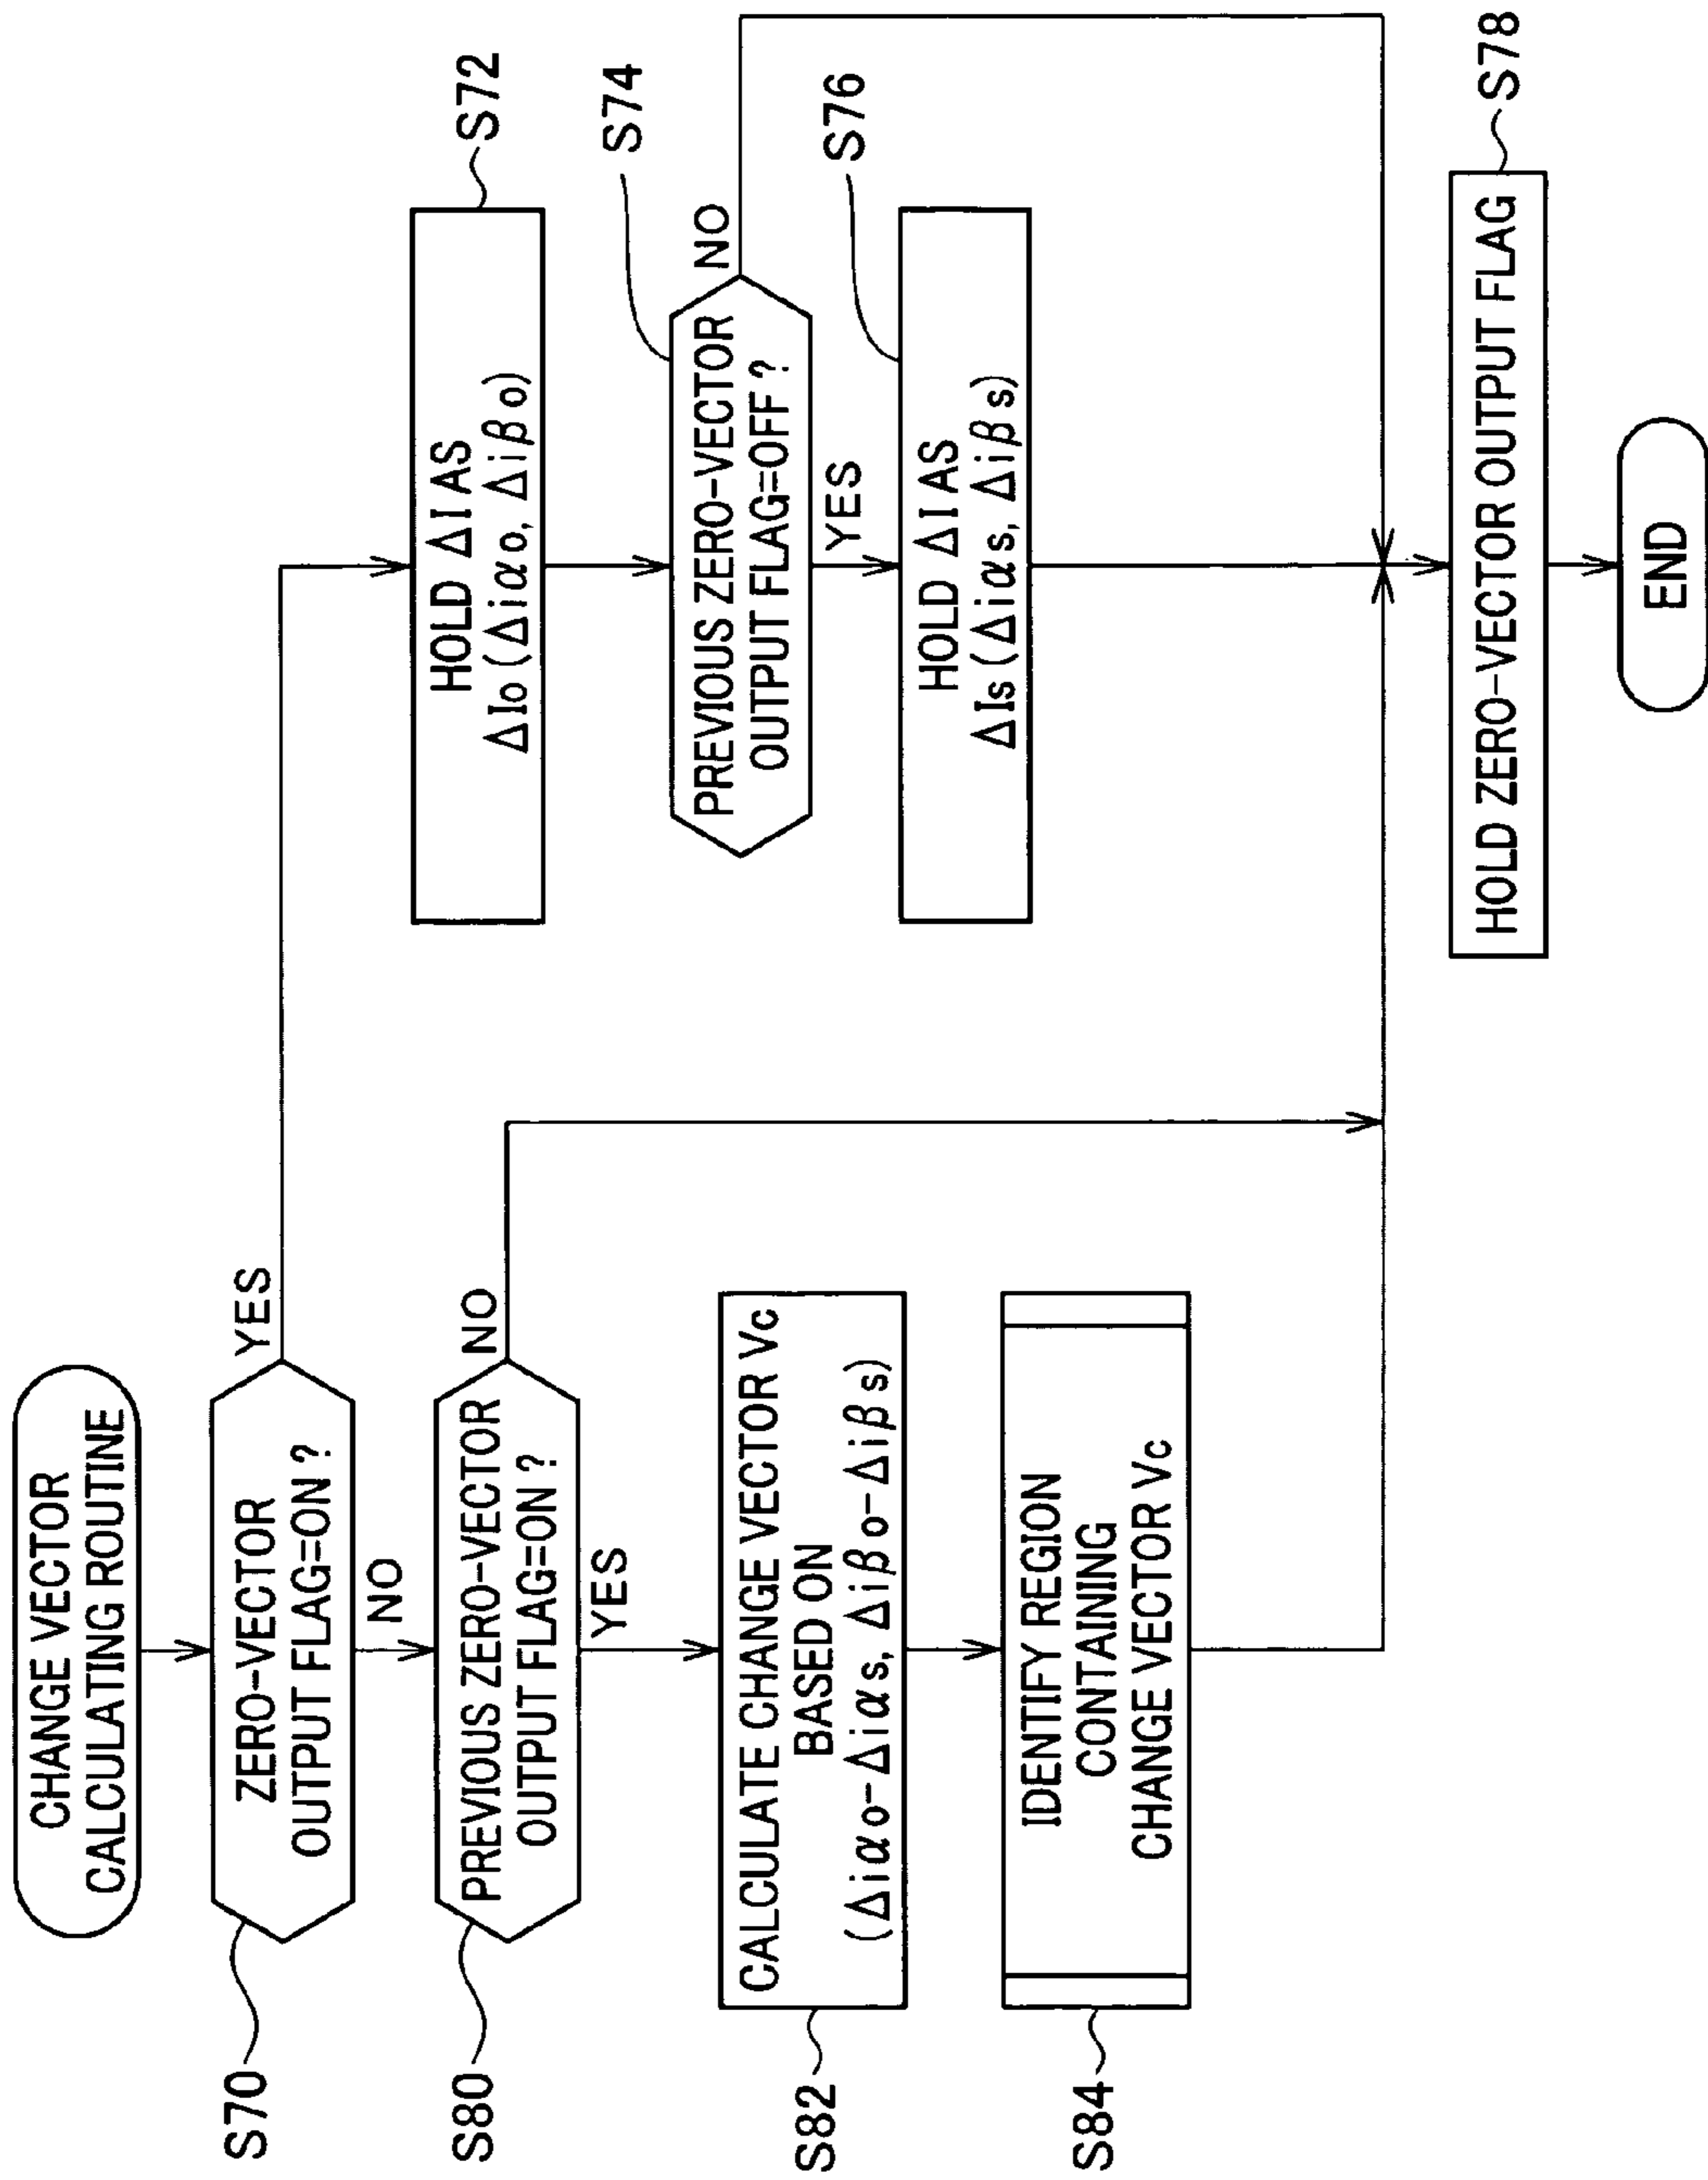 CHANGE VECTOR
CALCULATING ROUTINE
S70
ZERO-VECTOR
OUTPUT FLAG=ON ?
YES
NO
S80
PREVIOUS ZERO-VECTOR
OUTPUT FLAG=ON ?
NO
YES
S82
CALCULATE CHANGE VECTOR Vc
BASED ON
(Δiαo-Δiαs, Δiβo-Δiβs)
S84
IDENTIFY REGION
CONTAINING
CHANGE VECTOR Vc
S72
HOLD ΔI AS
ΔIo (Δiαo, Δiβo)
S74
PREVIOUS ZERO-VECTOR
OUTPUT FLAG=OFF ?
NO
YES
S76
HOLD ΔI AS
ΔIs (Δiαs, Δiβs)
S78
HOLD ZERO-VECTOR OUTPUT FLAG
END